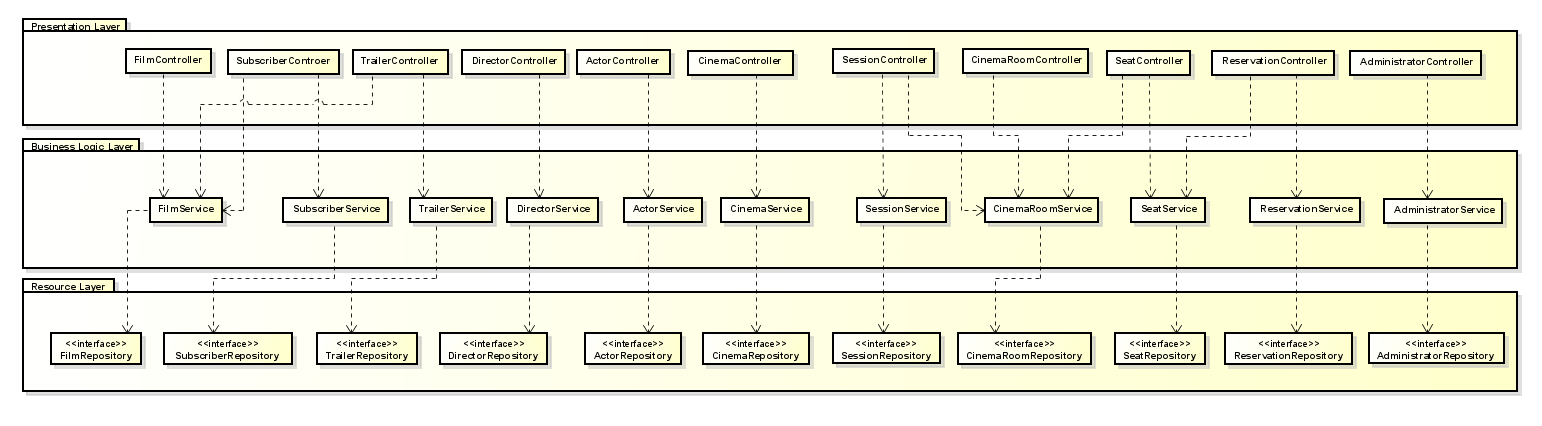 Presentation Layer
FilmController
SubscriberControer
TrailerController
DirectorController
ActorController
CinemaController
SessionController
CinemaRoomController
SeatController
ReservationController
AdministratorController
Business Logic Layer
FilmService
SubscriberService
TrailerService
DirectorService
ActorService
CinemaService
SessionService
CinemaRoomService
SeatService
ReservationService
AdministratorService
Resource Layer
<<interface>>
FilmRepository
<<interface>>
SubscriberRepository
<<interface>>
TrailerRepository
<<interface>>
DirectorRepository
<<interface>>
ActorRepository
<<interface>>
CinemaRepository
<<interface>>
SessionRepository
<<interface>>
CinemaRoomRepository
<<interface>>
SeatRepository
<<interface>>
ReservationRepository
<<interface>>
AdministratorRepository